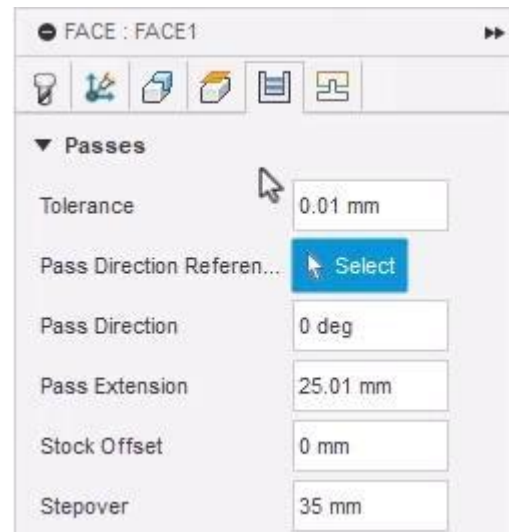 FACE : FACE1
Passes
Tolerance 0.01 mm
Pass Direction Referen... Select
Pass Direction 0 deg
Pass Extension 25.01 mm
Stock Offset 0 mm
Stepover 35 mm